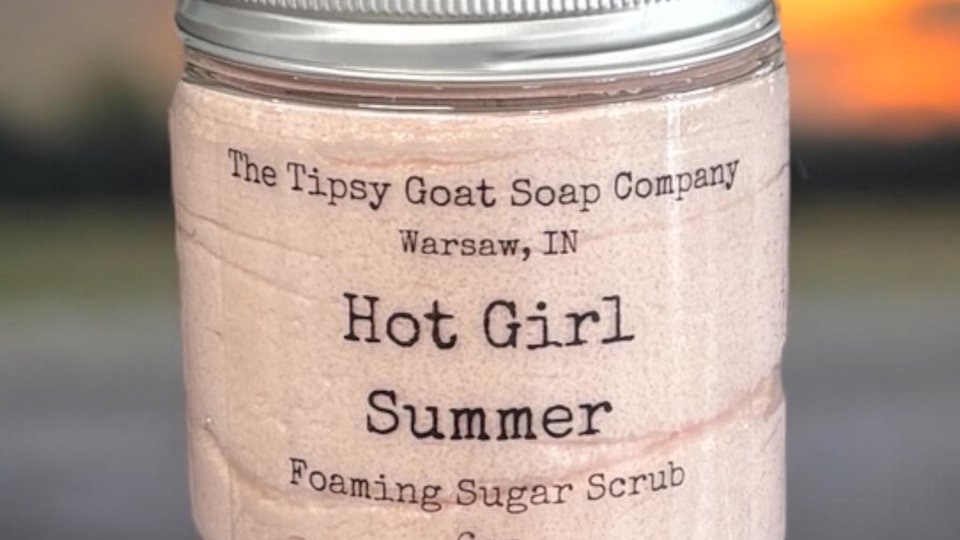 The Tipsy Goat Soap Company
Warsaw, IN
Hot Girl
Summer
Foaming Sugar Scrub